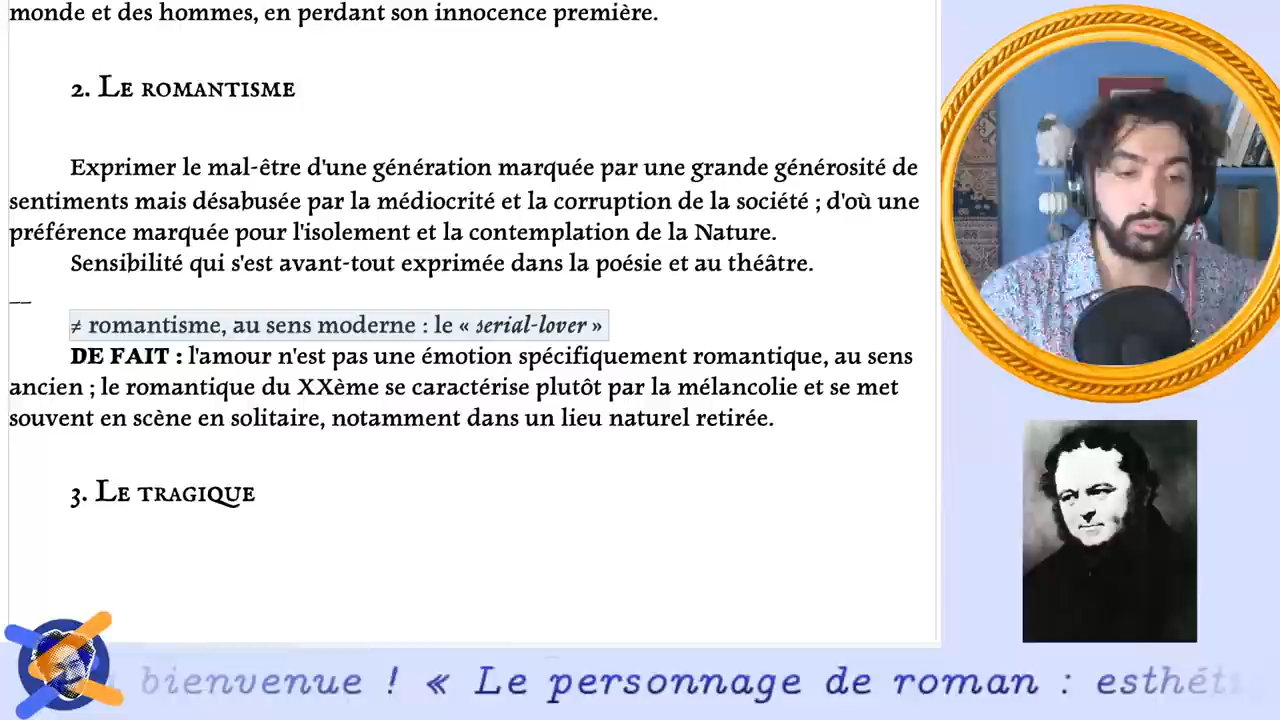 monde et des hommes, en perdant son innocence première.
2. Le romantisme
Exprimer le mal-être d'une génération marquée par une grande générosité de
sentiments mais désabusée par la médiocrité et la corruption de la société ; d'où une
préférence marquée pour l'isolement et la contemplation de la Nature.
Sensibilité qui s'est avant-tout exprimée dans la poésie et au théâtre.
__
≠ romantisme, au sens moderne : le « serial-lover »
DE FAIT : l'amour n'est pas une émotion spécifiquement romantique, au sens
ancien ; le romantique du XXème se caractérise plutôt par la mélancolie et se met
souvent en scène en solitaire, notamment dans un lieu naturel retirée.
3. Le tragique
bienvenue ! « Le personnage de roman : esthét